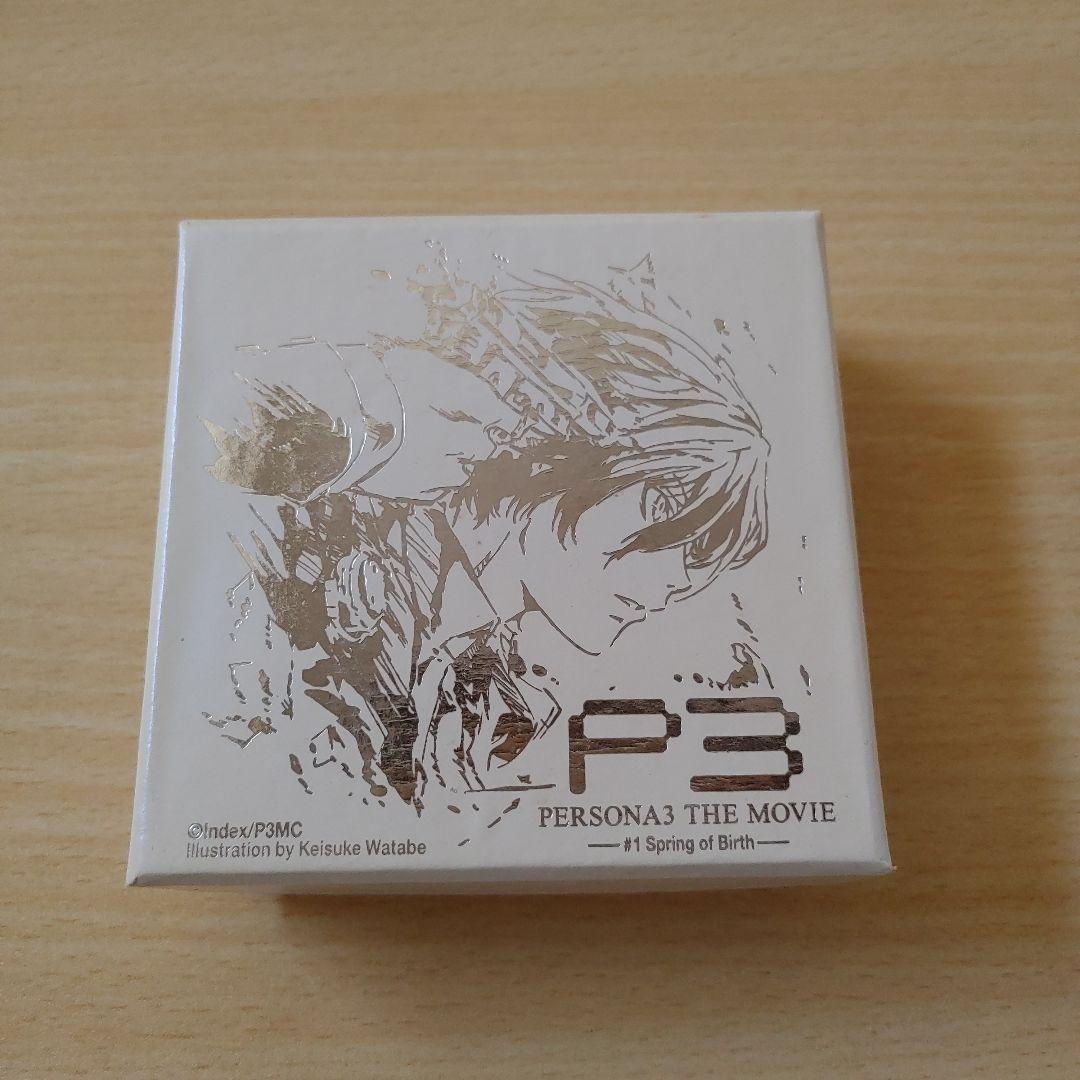 P3
PERSONA3 THE MOVIE
#1 Spring of Birth
©Index/P3MC
Illustration by Keisuke Watabe